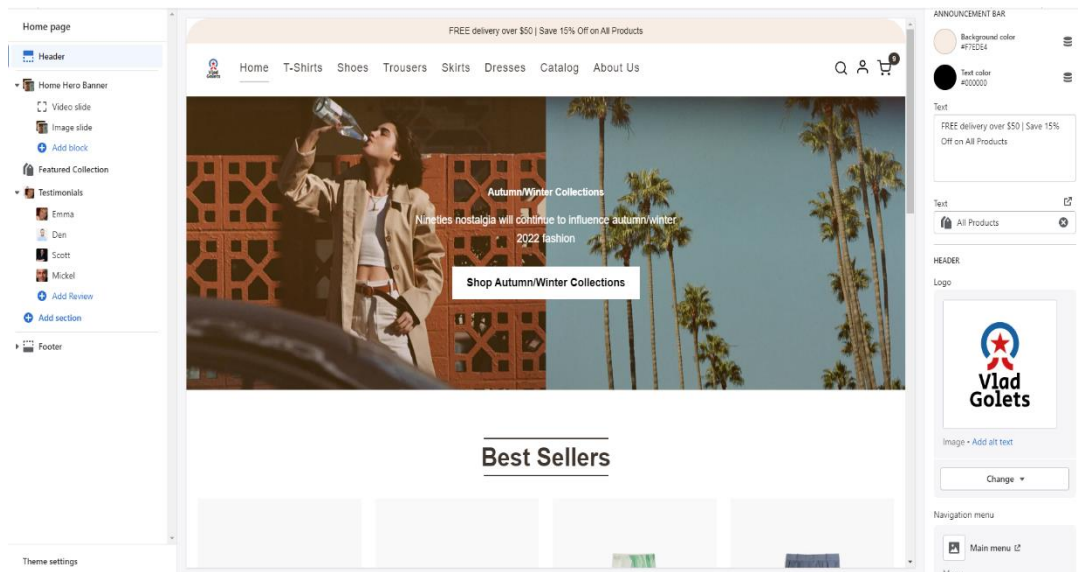 Home page
Header
Home Hero Banner
Video slide
Image slide
Add block
Featured Collection
Testimonials
Emma
Den
Scott
Mickel
Add Review
Add section
Footer
Theme settings
FREE delivery over $50 | Save 15% Off on All Products
Vlad
Golets
Home T-Shirts Shoes Trousers Skirts Dresses Catalog About Us
9
Autumn/Winter Collections
Nineties nostalgia will continue to influence autumn/winter
2022 fashion
Shop Autumn/Winter Collections
Best Sellers
ANNOUNCEMENT BAR
Background color
#F7EDE4
Text color
#000000
Text
FREE delivery over $50 | Save 15%
Off on All Products
Text
All Products
HEADER
Logo
Vlad
Golets
Image • Add alt text
Change
Navigation menu
Main menu